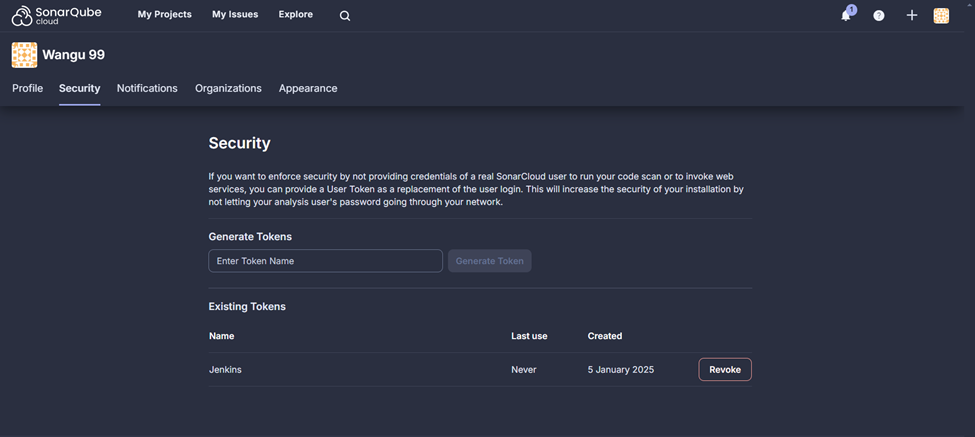 SonarQube
cloud
My Projects My Issues Explore
1
?
Wangu 99
Profile Security Notifications Organizations Appearance
Security
If you want to enforce security by not providing credentials of a real SonarCloud user to run your code scan or to invoke web
services, you can provide a User Token as a replacement of the user login. This will increase the security of your installation by
not letting your analysis user's password going through your network.
Generate Tokens
Enter Token Name Generate Token
Existing Tokens
Name Last use Created
Jenkins Never 5 January 2025 Revoke